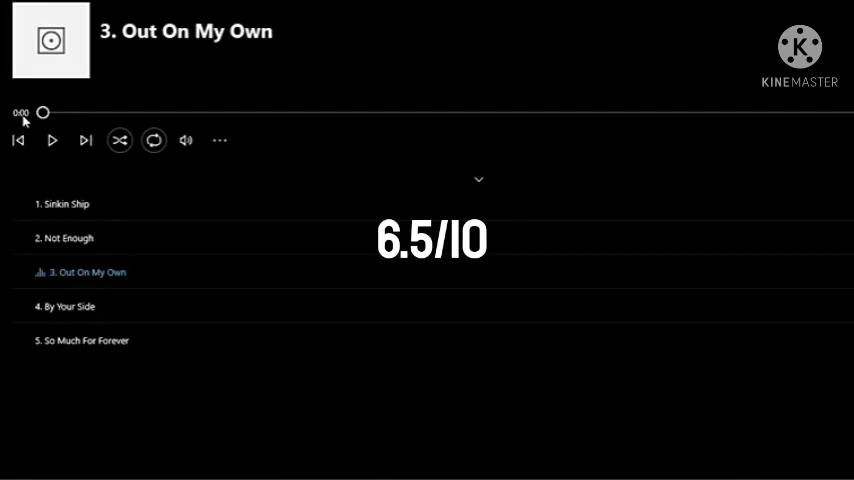 3. Out On My Own
KINEMASTER
0:00
1. Sinkin Ship
2. Not Enough
6.5/10
3. Out On My Own
4. By Your Side
5. So Much For Forever